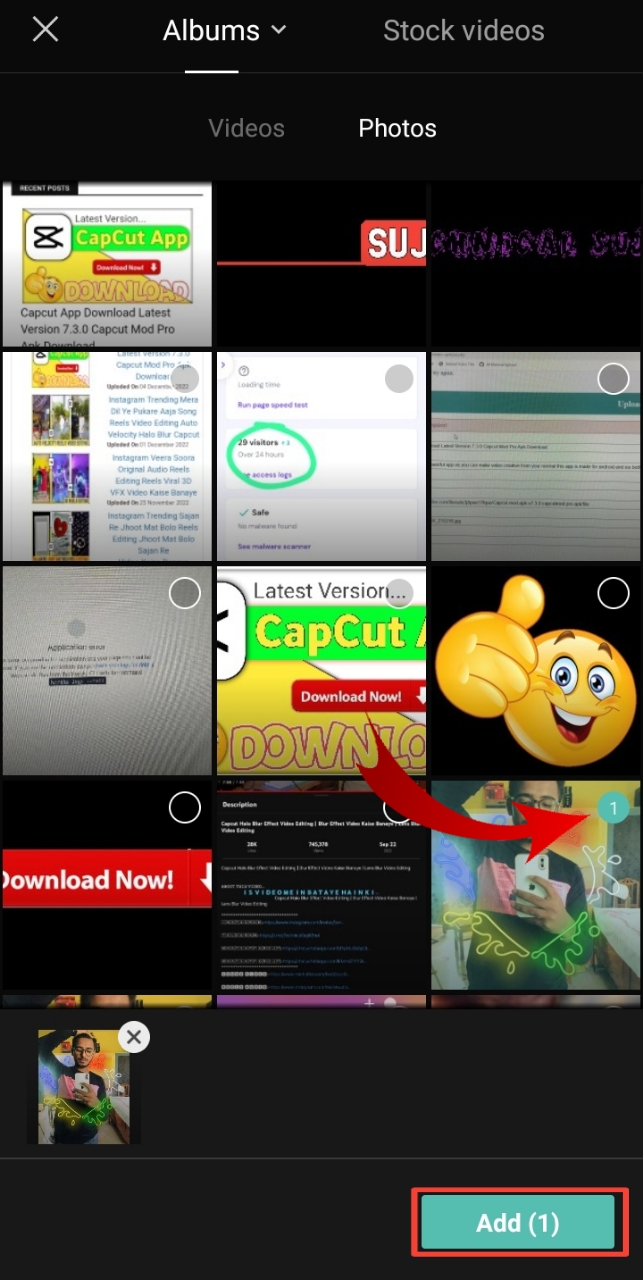 Albums
Stock videos
Videos
Photos
RECENT POSTS
Latest Version...
CapCut App
Download Now!
DOWNLOAD
Capcut App Download Latest
Version 7.3.0 Capcut Mod Pro
Apk Download
SUJ
Latest Version 7.3.0
Capcut Mod Pro Apk
Download
Uploaded On:04 December 2022
Instagram Trending Mera
Dil Ye Pukare Aaja Song
Reels Video Editing Auto
Velocity Halo Blur Capcut
Uploaded On:01 December 2022
Instagram Veera Soora
Original Audio Reels
Editing Reels Viral 3D
VFX Video Kaise Banaye
Uploaded On:23 November 2022
Instagram Trending Sajan
Re Jhoot Mat Bolo Reels
Editing Jhoot Mat Bolo
Sajan Re
Loading time
Run page speed test
29 visitors +3
Over 24 hours
access logs
Safe
No malware found
See malware scanner
Application error
Latest Version...
CapCut A
Download Now!
DOWNLO
Download Now!
Description
Capcut Halo Blur Effect Video Editing | Blur Effect Video Kaise Banaye | Lens Blur
Video Editing
28K
745,378
Sep 22
ISVIDEOMEINBATAYEHAINKI
1
Add (1)